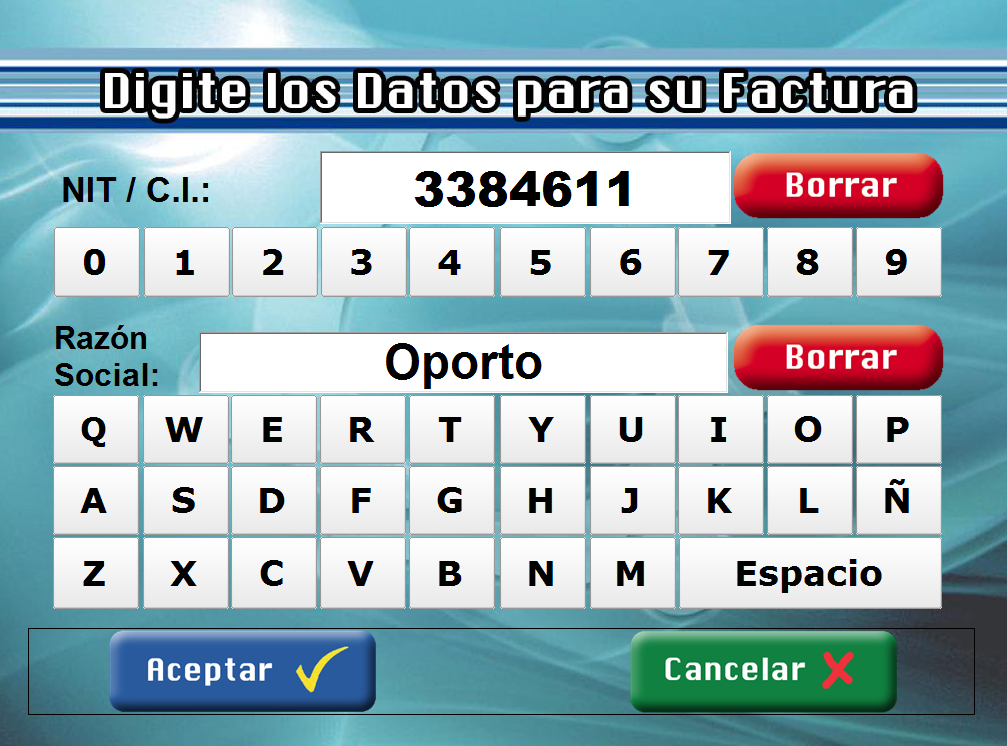 Digite los Datos para su Factura
NIT / C.I.: 3384611 Borrar
0 1 2 3 4 5 6 7 8 9
Razón
Social: Oporto Borrar
Q W E R T Y U I O P
A S D F G H J K L Ñ
Z X C V B N M Espacio
Aceptar Cancelar